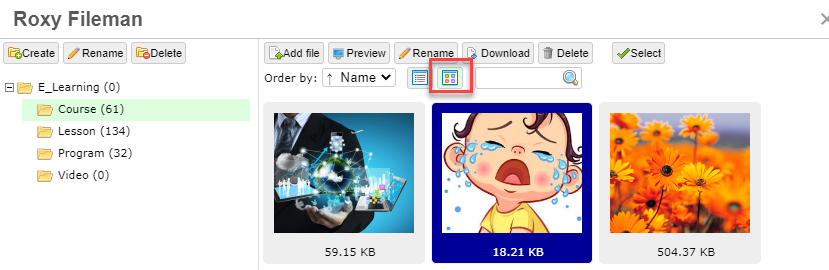 Roxy Fileman
Create Rename Delete
E_Learning (0)
Course (61)
Lesson (134)
Program (32)
Video (0)
Add file Preview Rename Download Delete Select
Order by: ↑ Name
59.15 KB 18.21 KB 504.37 KB